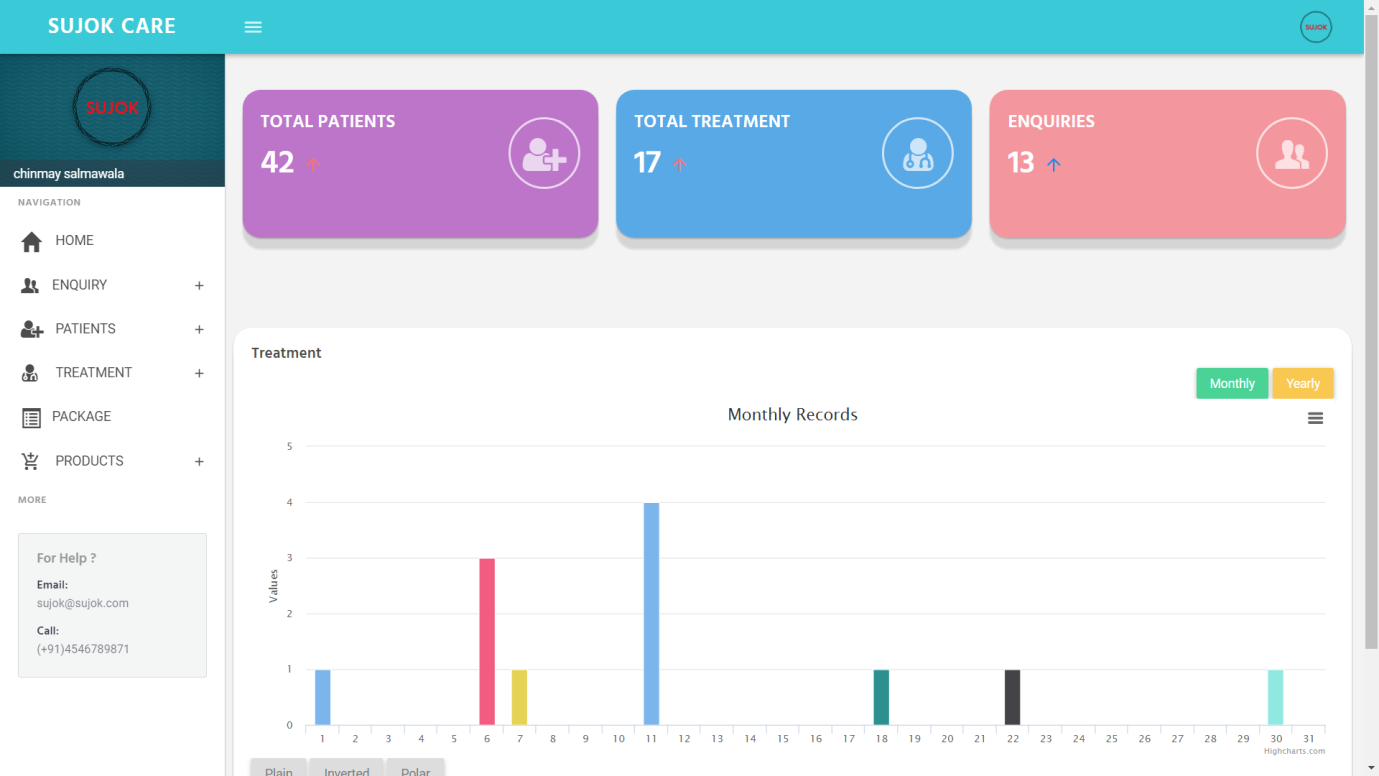 SUJOK CARE
SUJOK
SUJOK
chinmay salmawala
NAVIGATION
HOME
ENQUIRY +
PATIENTS +
TREATMENT +
PACKAGE
PRODUCTS +
MORE
For Help ?
Email:
sujok@sujok.com
Call:
(+91)4546789871
TOTAL PATIENTS
42
TOTAL TREATMENT
17
ENQUIRIES
13
Treatment
Monthly Yearly
Monthly Records
Values
5
4
3
2
1
0
1 2 3 4 5 6 7 8 9 10 11 12 13 14 15 16 17 18 19 20 21 22 23 24 25 26 27 28 29 30 31
Highcharts.com
Plain Inverted Polar